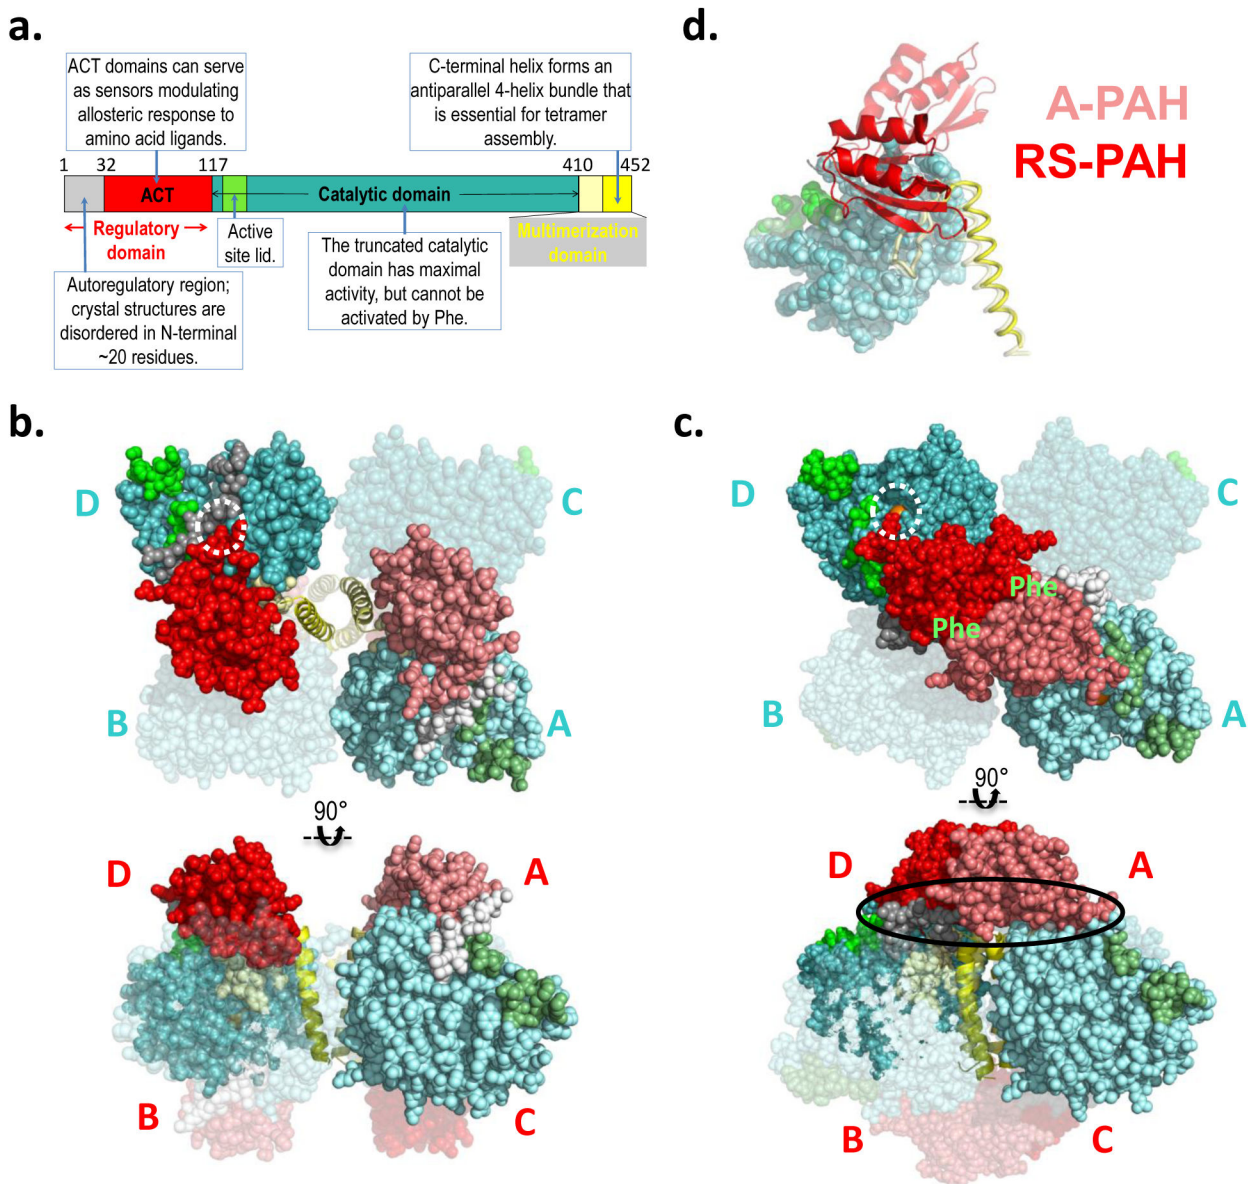 a.
ACT domains can serve
as sensors modulating
allosteric response to
amino acid ligands.
C-terminal helix forms an
antiparallel 4-helix bundle that
is essential for tetramer
assembly.
1 32 117 410 452
ACT
Catalytic domain
Regulatory
domain
Active
site lid.
Multimerization
domain
The truncated catalytic
domain has maximal
activity, but cannot be
activated by Phe.
Autoregulatory region;
crystal structures are
disordered in N-terminal
~20 residues.
d.
A-PAH
RS-PAH
b.
D
C
B
A
90°
D
A
B
C
c.
D
C
Phe
Phe
B
A
90°
D
A
B
C